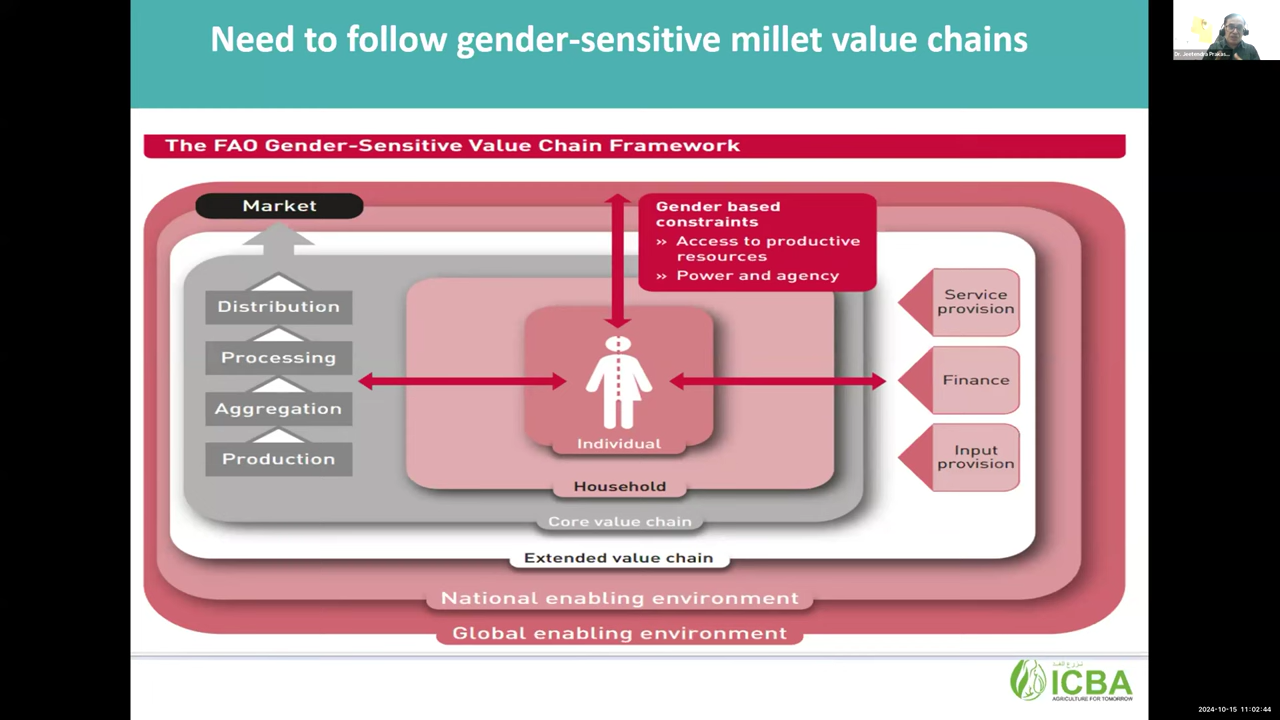 Need to follow gender-sensitive millet value chains
Dr. Jeetendra Prakas...
The FAO Gender-Sensitive Value Chain Framework
Market
Gender based
constraints
» Access to productive
resources
» Power and agency
Distribution
Processing
Aggregation
Production
Service
provision
Finance
Input
provision
Individual
Household
Core value chain
Extended value chain
National enabling environment
Global enabling environment
ICBA
AGRICULTURE FOR TOMORROW
2024-10-15 11:02:44